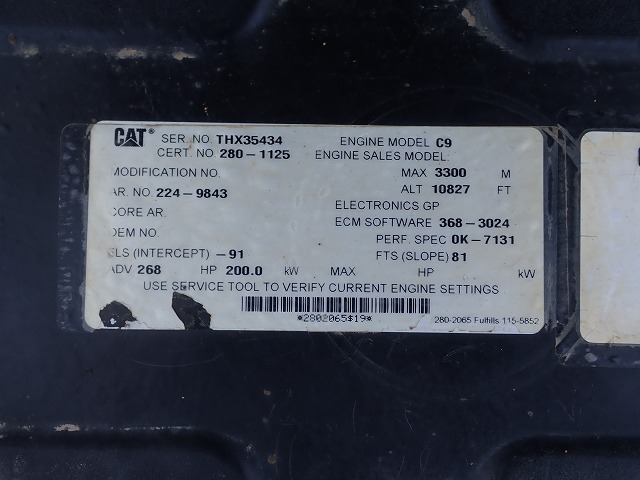 CAT® SER. NO. THX35434 ENGINE MODEL C9
CERT. NO. 280-1125 ENGINE SALES MODEL:
MODIFICATION NO. MAX 3300 M
AR. NO. 224-9843 ALT 10827 FT
CORE AR. ELECTRONICS GP
OEM NO. ECM SOFTWARE 368-3024
PERF. SPEC 0K-7131
LS (INTERCEPT) -91 FTS (SLOPE) 81
ADV 268 HP 200.0 kW MAX HP kW
USE SERVICE TOOL TO VERIFY CURRENT ENGINE SETTINGS
*2802065$19*
280-2065 Fulfills 115-5852